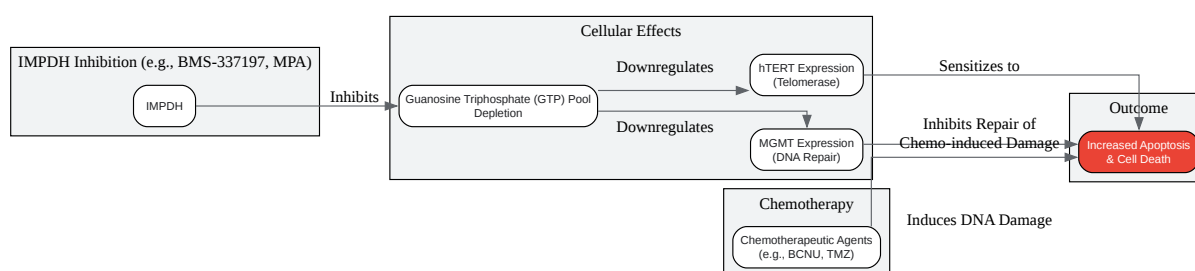 Cellular Effects
IMPDH Inhibition (e.g., BMS-337197, MPA)
IMPDH
Inhibits
Guanosine Triphosphate (GTP) Pool
Depletion
Downregulates
Downregulates
hTERT Expression
(Telomerase)
MGMT Expression
(DNA Repair)
Sensitizes to
Inhibits Repair of
Chemo-induced Damage
Outcome
Increased Apoptosis
& Cell Death
Chemotherapy
Chemotherapeutic Agents
(e.g., BCNU, TMZ)
Induces DNA Damage